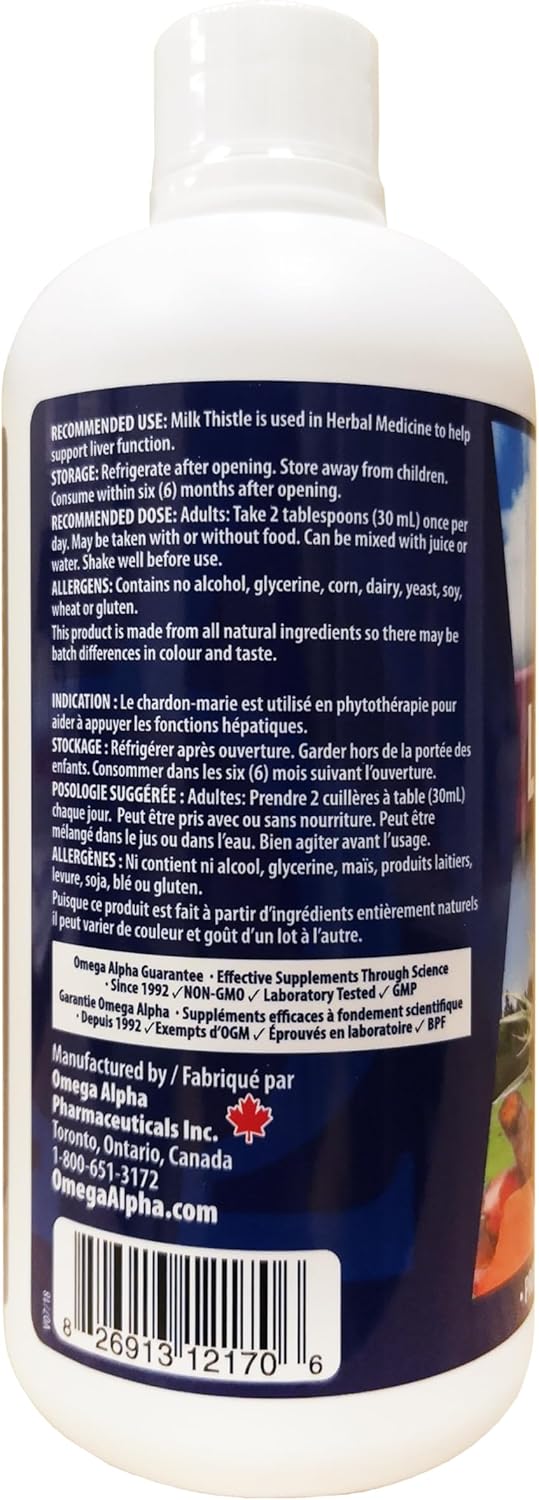 RECOMMENDED USE: Milk Thistle is used in Herbal Medicine to help
support liver function.
STORAGE: Refrigerate after opening. Store away from children.
Consume within six (6) months after opening.
RECOMMENDED DOSE: Adults: Take 2 tablespoons (30 mL) once per
day. May be taken with or without food. Can be mixed with juice or
water. Shake well before use.
ALLERGENS: Contains no alcohol, glycerine, corn, dairy, yeast, soy,
wheat or gluten.
This product is made from all natural ingredients so there may be
batch differences in colour and taste.
INDICATION : Le chardon-marie est utilisé en phytothérapie pour
aider à appuyer les fonctions hépatiques.
STOCKAGE : Réfrigérer après ouverture. Garder hors de la portée des
enfants. Consommer dans les six (6) mois suivant l'ouverture.
POSOLOGIE SUGGÉRÉE : Adultes: Prendre 2 cuillères à table (30mL)
chaque jour. Peut être pris avec ou sans nourriture. Peut être
mélangé dans le jus ou dans l'eau. Bien agiter avant l'usage.
ALLERGÈNES : Ni contient ni alcool, glycerine, maïs, produits laitiers,
levure, soja, blé ou gluten.
Puisque ce produit est fait à partir d'ingrédients entièrement naturels
il peut varier de couleur et goût d'un lot à l'autre.
Omega Alpha Guarantee · Effective Supplements Through Science
· Since 1992 ✓NON-GMO ✓ Laboratory Tested ✓ GMP
Garantie Omega Alpha · Suppléments efficaces à fondement scientifique
· Depuis 1992 ✓Exempts d'OGM ✓ Éprouvés en laboratoire ✓ BPF
Manufactured by / Fabriqué par
Omega Alpha
Pharmaceuticals Inc.
Toronto, Ontario, Canada
1-800-651-3172
OmegaAlpha.com
8 26913 12170 6